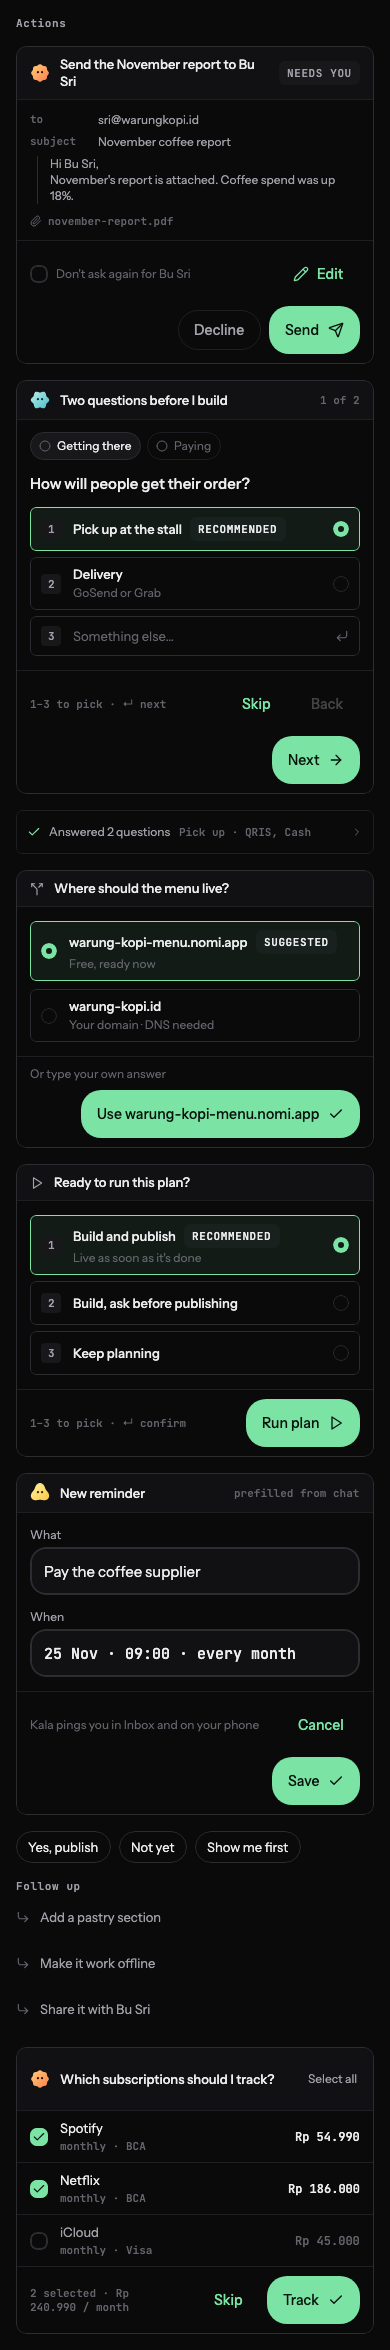 Actions
Send the November report to Bu
Sri
NEEDS YOU
to sri@warungkopi.id
subject November coffee report
Hi Bu Sri,
November's report is attached. Coffee spend was up
18%.
november-report.pdf
Don't ask again for Bu Sri
Edit
Decline
Send
Two questions before I build
1 of 2
Getting there
Paying
How will people get their order?
1 Pick up at the stall RECOMMENDED
2 Delivery
GoSend or Grab
3 Something else...
1–3 to pick · ↵ next
Skip
Back
Next
Answered 2 questions Pick up · QRIS, Cash
Where should the menu live?
warung-kopi-menu.nomi.app SUGGESTED
Free, ready now
warung-kopi.id
Your domain · DNS needed
Or type your own answer
Use warung-kopi-menu.nomi.app
Ready to run this plan?
1 Build and publish RECOMMENDED
Live as soon as it's done
2 Build, ask before publishing
3 Keep planning
1–3 to pick · ↵ confirm
Run plan
New reminder
prefilled from chat
What
Pay the coffee supplier
When
25 Nov · 09:00 · every month
Kala pings you in Inbox and on your phone
Cancel
Save
Yes, publish
Not yet
Show me first
Follow up
Add a pastry section
Make it work offline
Share it with Bu Sri
Which subscriptions should I track?
Select all
Spotify
monthly · BCA
Rp 54.990
Netflix
monthly · BCA
Rp 186.000
iCloud
monthly · Visa
Rp 45.000
2 selected · Rp
240.990 / month
Skip
Track